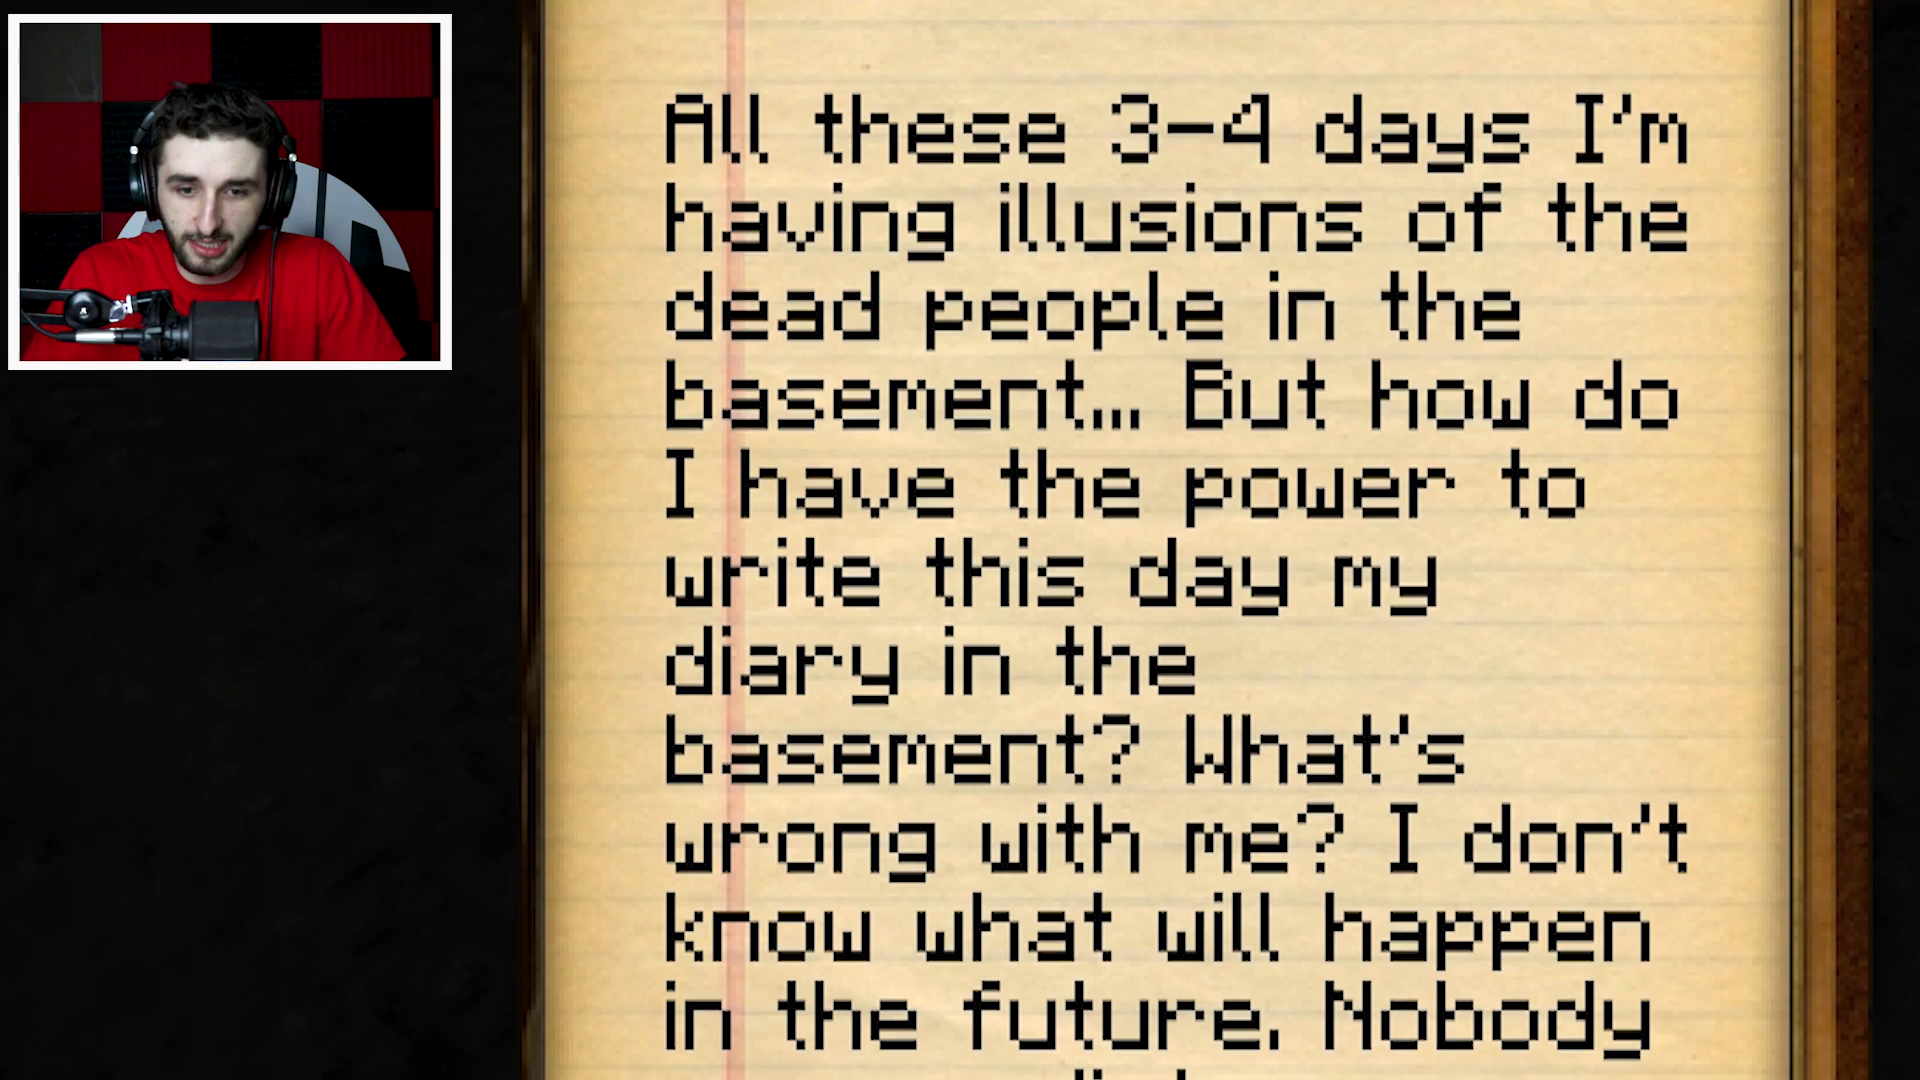 All these 3-4 days I'm
having illusions of the
dead people in the
basement... But how do
I have the power to
write this day my
diary in the
basement? What's
wrong with me? I don't
know what will happen
in the future. Nobody